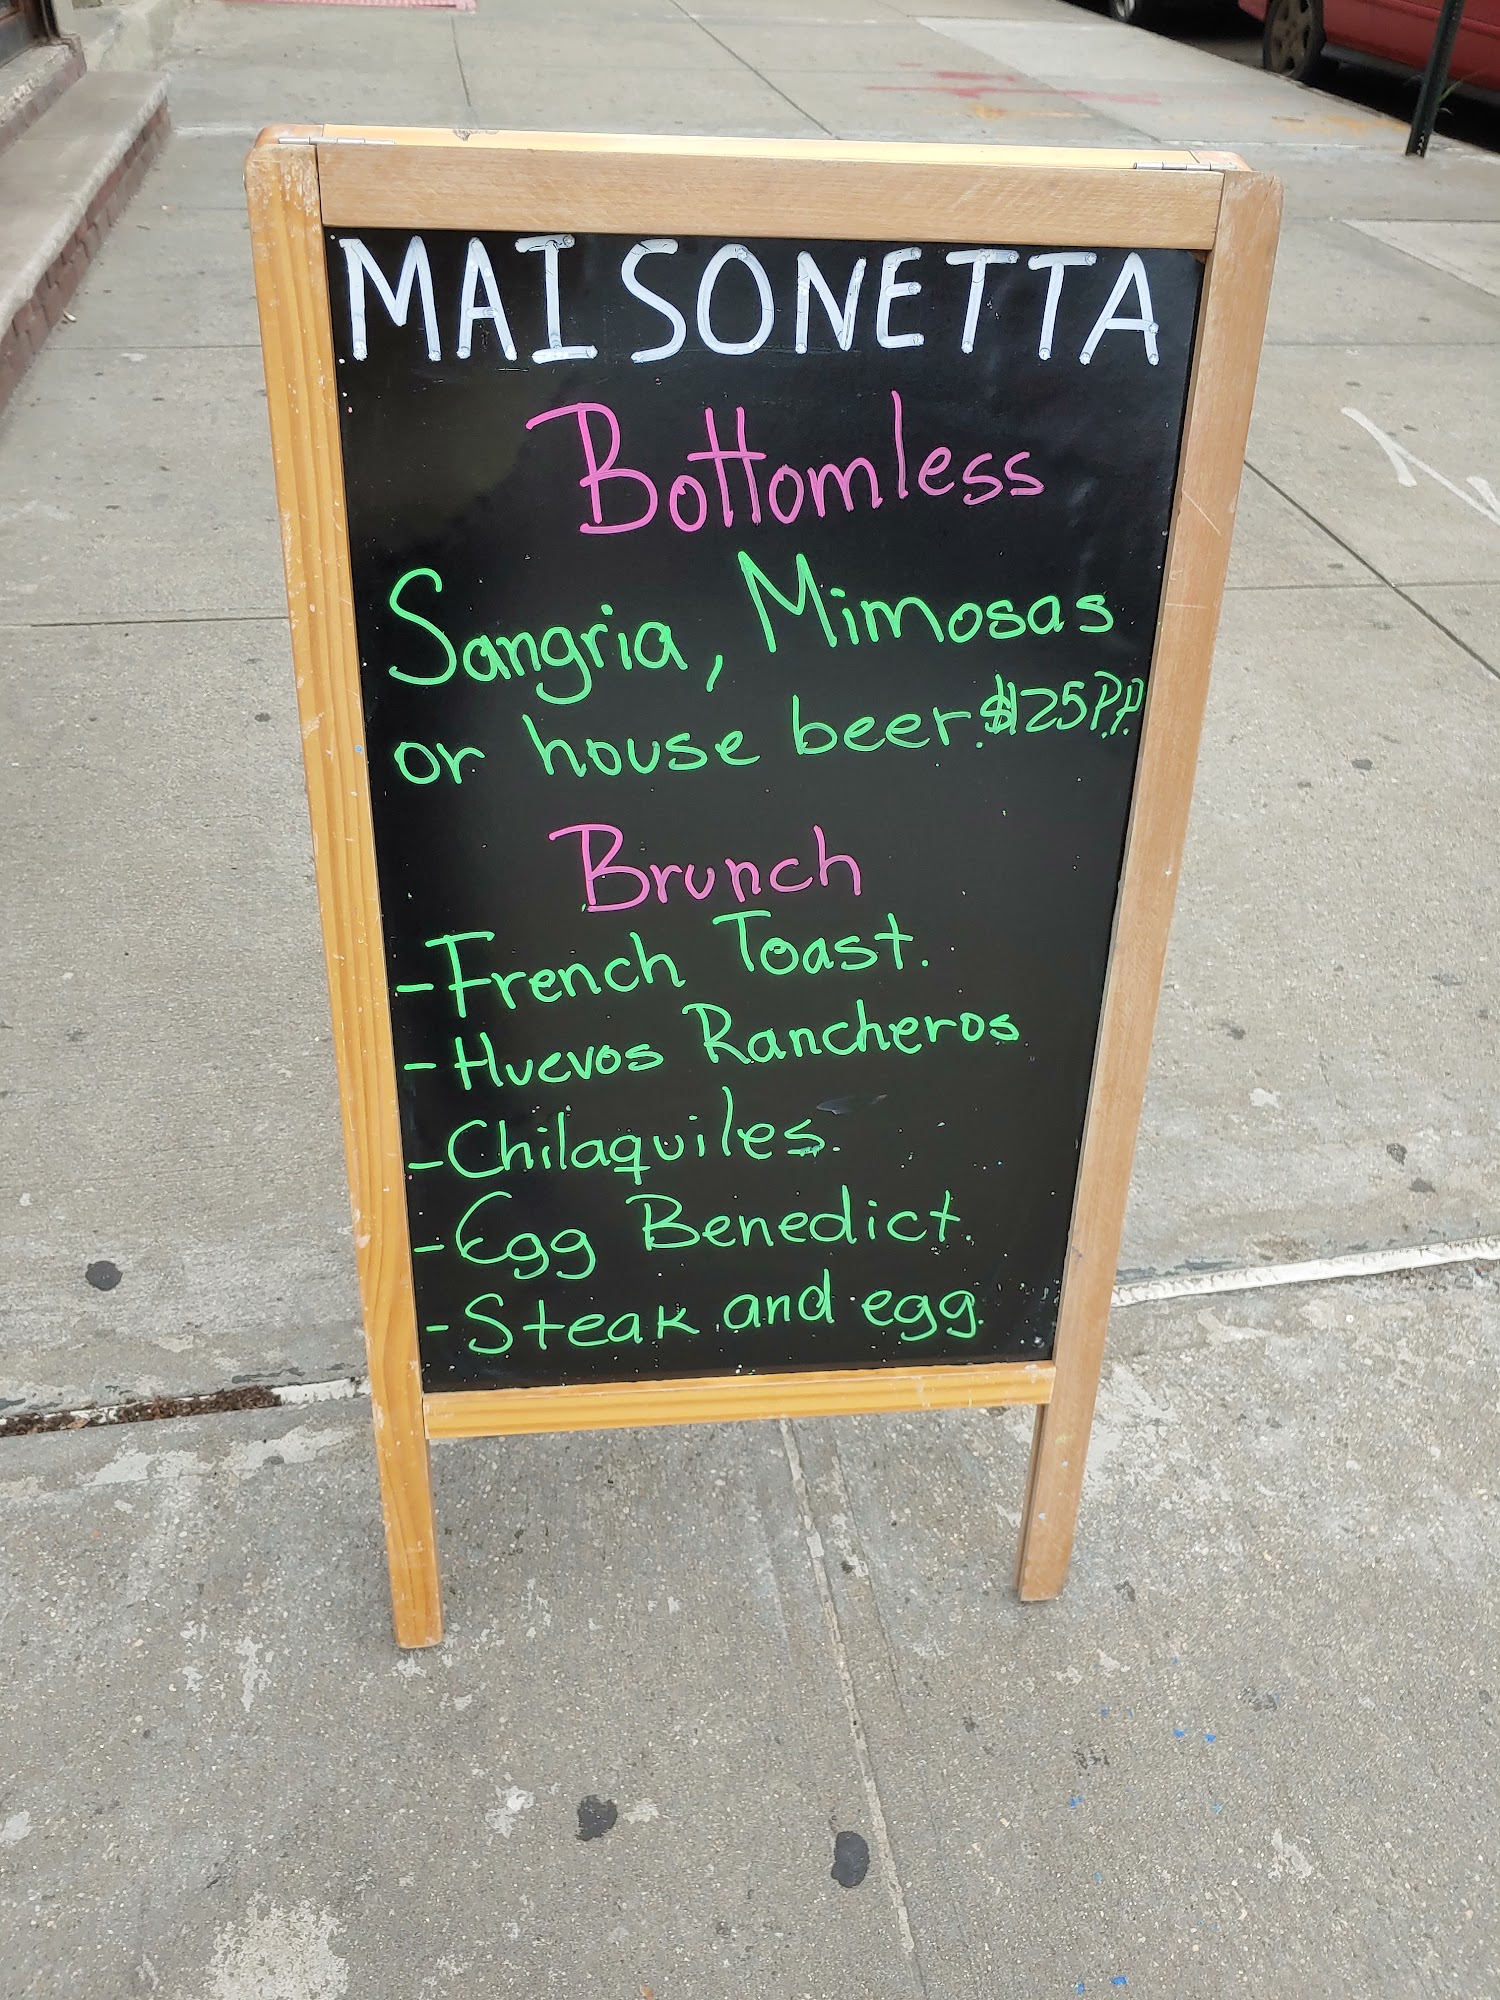 MAISONETTA
Bottomless
Sangria, Mimosas
or house beer. $25 P.P.
Brunch
-French Toast.
-Huevos Rancheros
-Chilaquiles.
-Egg Benedict.
-Steak and egg.